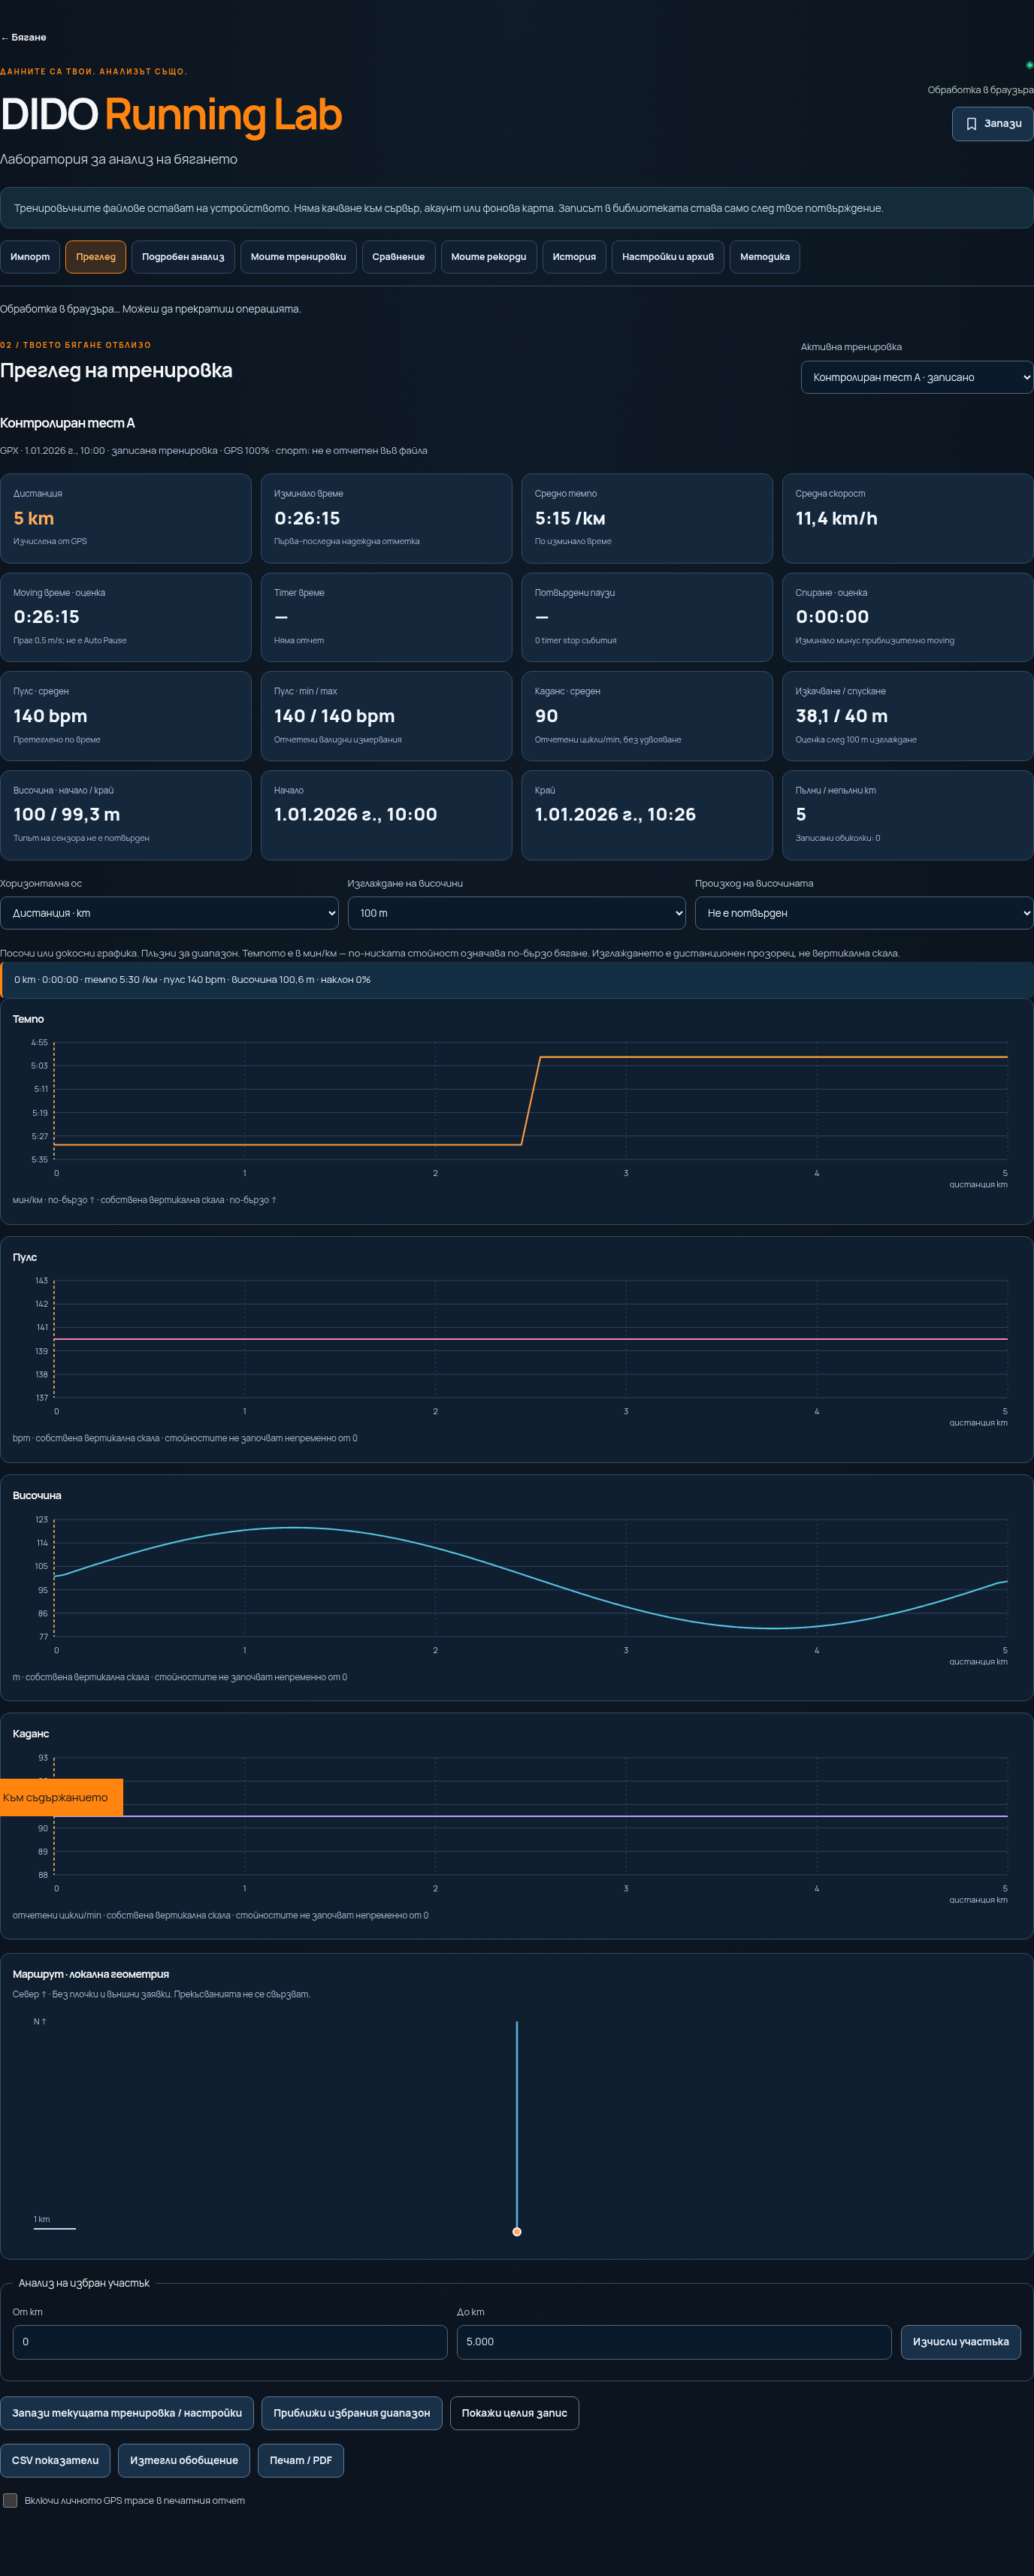 ← Бягане
ДАННИТЕ СА ТВОИ. АНАЛИЗЪТ СЪЩО.
DIDO Running Lab
Лаборатория за анализ на бягането
Обработка в браузъра
Запази
Тренировъчните файлове остават на устройството. Няма качване към сървър, акаунт или фонова карта. Записът в библиотеката става само след твое потвърждение.
Импорт
Преглед
Подробен анализ
Моите тренировки
Сравнение
Моите рекорди
История
Настройки и архив
Методика
Обработка в браузъра… Можеш да прекратиш операцията.
02 / ТВОЕТО БЯГАНЕ ОТБЛИЗО
Преглед на тренировка
Активна тренировка
Контролиран тест A · записано
Контролиран тест A
GPX · 1.01.2026 г., 10:00 · записана тренировка · GPS 100% · спорт: не е отчетен във файла
Дистанция
5 km
Изчислена от GPS
Изминало време
0:26:15
Първа–последна надеждна отметка
Средно темпо
5:15 /км
По изминало време
Средна скорост
11,4 km/h
Moving време · оценка
0:26:15
Праг 0,5 m/s; не е Auto Pause
Timer време
—
Няма отчет
Потвърдени паузи
—
0 timer stop събития
Спиране · оценка
0:00:00
Изминало минус приблизително moving
Пулс · среден
140 bpm
Претеглено по време
Пулс · min / max
140 / 140 bpm
Отчетени валидни измервания
Каданс · среден
90
Отчетени цикли/min, без удвояване
Изкачване / спускане
38,1 / 40 m
Оценка след 100 m изглаждане
Височина · начало / край
100 / 99,3 m
Типът на сензора не е потвърден
Начало
1.01.2026 г., 10:00
Край
1.01.2026 г., 10:26
Пълни / непълни km
5
Записани обиколки: 0
Хоризонтална ос
Дистанция · km
Изглаждане на височини
100 m
Произход на височината
Не е потвърден
Посочи или докосни графика. Плъзни за диапазон. Темпото е в мин/км — по-ниската стойност означава по-бързо бягане. Изглаждането е дистанционен прозорец, не вертикална скала.
0 km · 0:00:00 · темпо 5:30 /км · пулс 140 bpm · височина 100,6 m · наклон 0%
Темпо
4:55
5:03
5:11
5:19
5:27
5:35
0 1 2 3 4 5
дистанция km
мин/км · по-бързо ↑ · собствена вертикална скала · по-бързо ↑
Пулс
143
142
141
139
138
137
0 1 2 3 4 5
дистанция km
bpm · собствена вертикална скала · стойностите не започват непременно от 0
Височина
123
114
105
95
86
77
0 1 2 3 4 5
дистанция km
m · собствена вертикална скала · стойностите не започват непременно от 0
Каданс
93
Към съдържанието
90
89
88
0 1 2 3 4 5
дистанция km
отчетени цикли/min · собствена вертикална скала · стойностите не започват непременно от 0
Маршрут · локална геометрия
Север ↑ · Без плочки и външни заявки. Прекъсванията не се свързват.
N ↑
1 km
Анализ на избран участък
От km
0
До km
5.000
Изчисли участъка
Запази текущата тренировка / настройки
Приближи избрания диапазон
Покажи целия запис
CSV показатели
Изтегли обобщение
Печат / PDF
Включи личното GPS трасе в печатния отчет